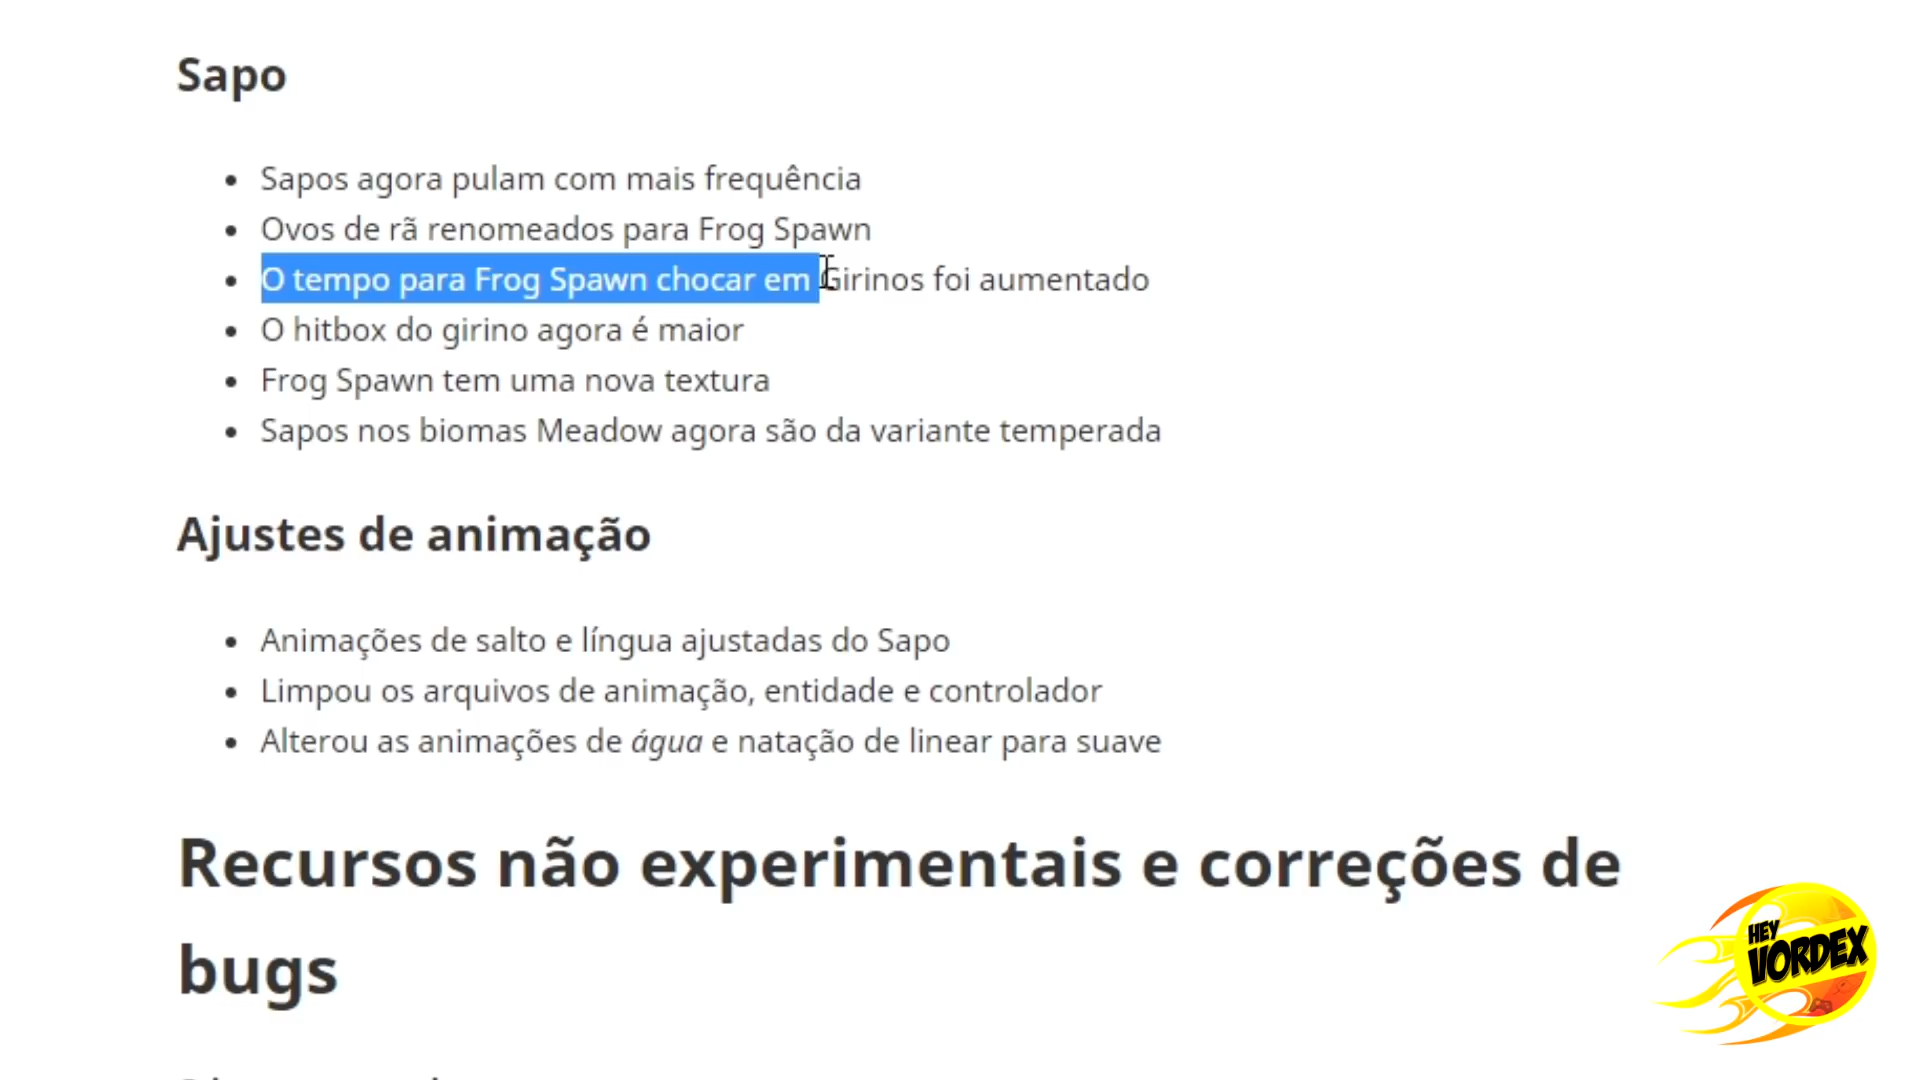 Sapo
Sapos agora pulam com mais frequência
Ovos de rã renomeados para Frog Spawn
O tempo para Frog Spawn chocar em Girinos foi aumentado
O hitbox do girino agora é maior
Frog Spawn tem uma nova textura
Sapos nos biomas Meadow agora são da variante temperada
Ajustes de animação
Animações de salto e língua ajustadas do Sapo
Limpou os arquivos de animação, entidade e controlador
Alterou as animações de água e natação de linear para suave
Recursos não experimentais e correções de
bugs
HEY
VORDEX